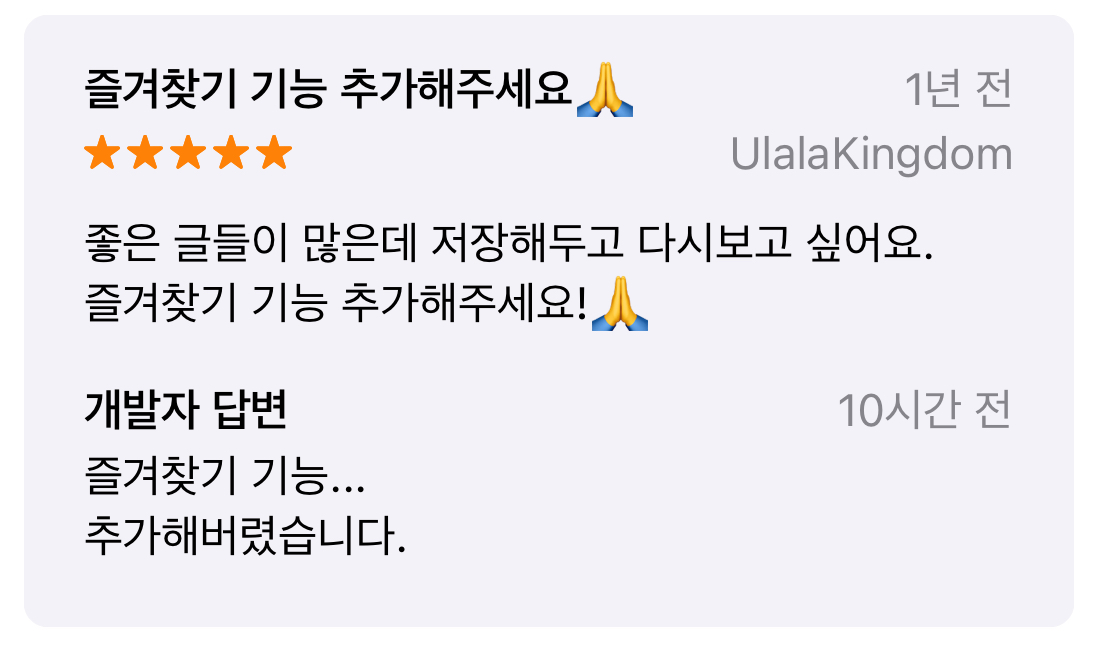 즐겨찾기 기능 추가해주세요🙏 1년 전
★★★★★ UlalaKingdom
좋은 글들이 많은데 저장해두고 다시보고 싶어요.
즐겨찾기 기능 추가해주세요!🙏
개발자 답변 10시간 전
즐겨찾기 기능...
추가해버렸습니다.